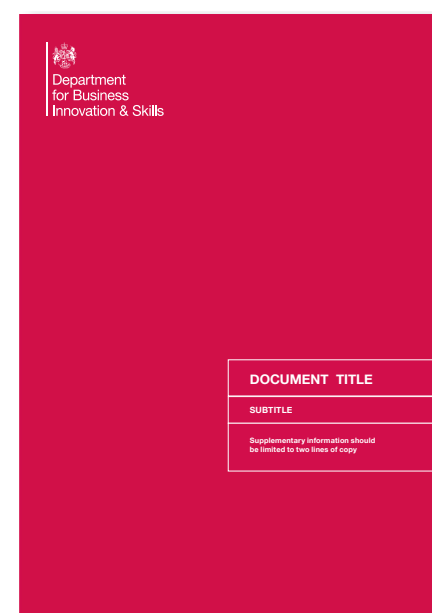 Department
for Business
Innovation & Skills
DOCUMENT TITLE
SUBTITLE
Supplementary information should
be limited to two lines of copy